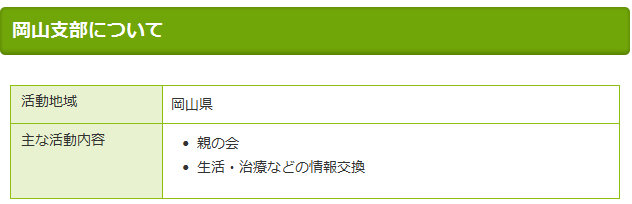 岡山支部について
活動地域
岡山県
主な活動内容
親の会
生活・治療などの情報交換